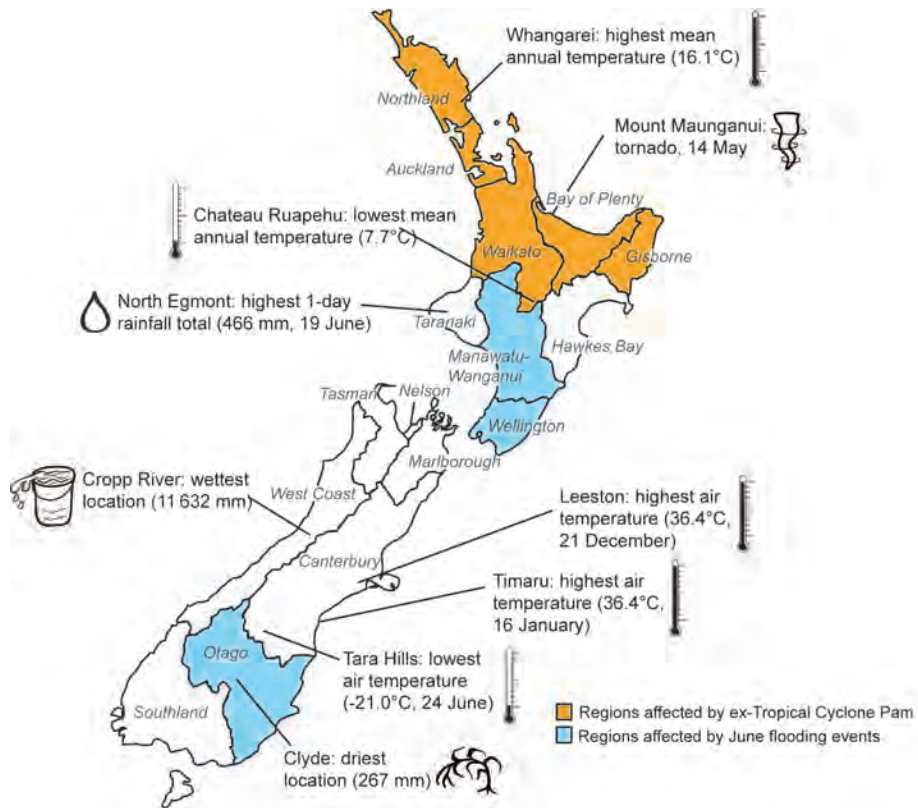 Whangarei: highest mean
annual temperature (16.1°C)
Northland
Mount Maunganui:
tornado, 14 May
Auckland
Bay of Plenty
Chateau Ruapehu: lowest mean
annual temperature (7.7°C)
Waikato
Gisborne
North Egmont: highest 1-day
rainfall total (466 mm, 19 June)
Taranaki
Hawkes Bay
Manawatu-
Wanganui
Tasman
Nelson
Wellington
Marlborough
Cropp River: wettest
location (11 632 mm)
West Coast
Leeston: highest air
temperature (36.4°C,
21 December)
Canterbury
Timaru: highest air
temperature (36.4°C,
16 January)
Otago
Tara Hills: lowest
air temperature
(-21.0°C, 24 June)
Southland
Regions affected by ex-Tropical Cyclone Pam
Regions affected by June flooding events
Clyde: driest
location (267 mm)